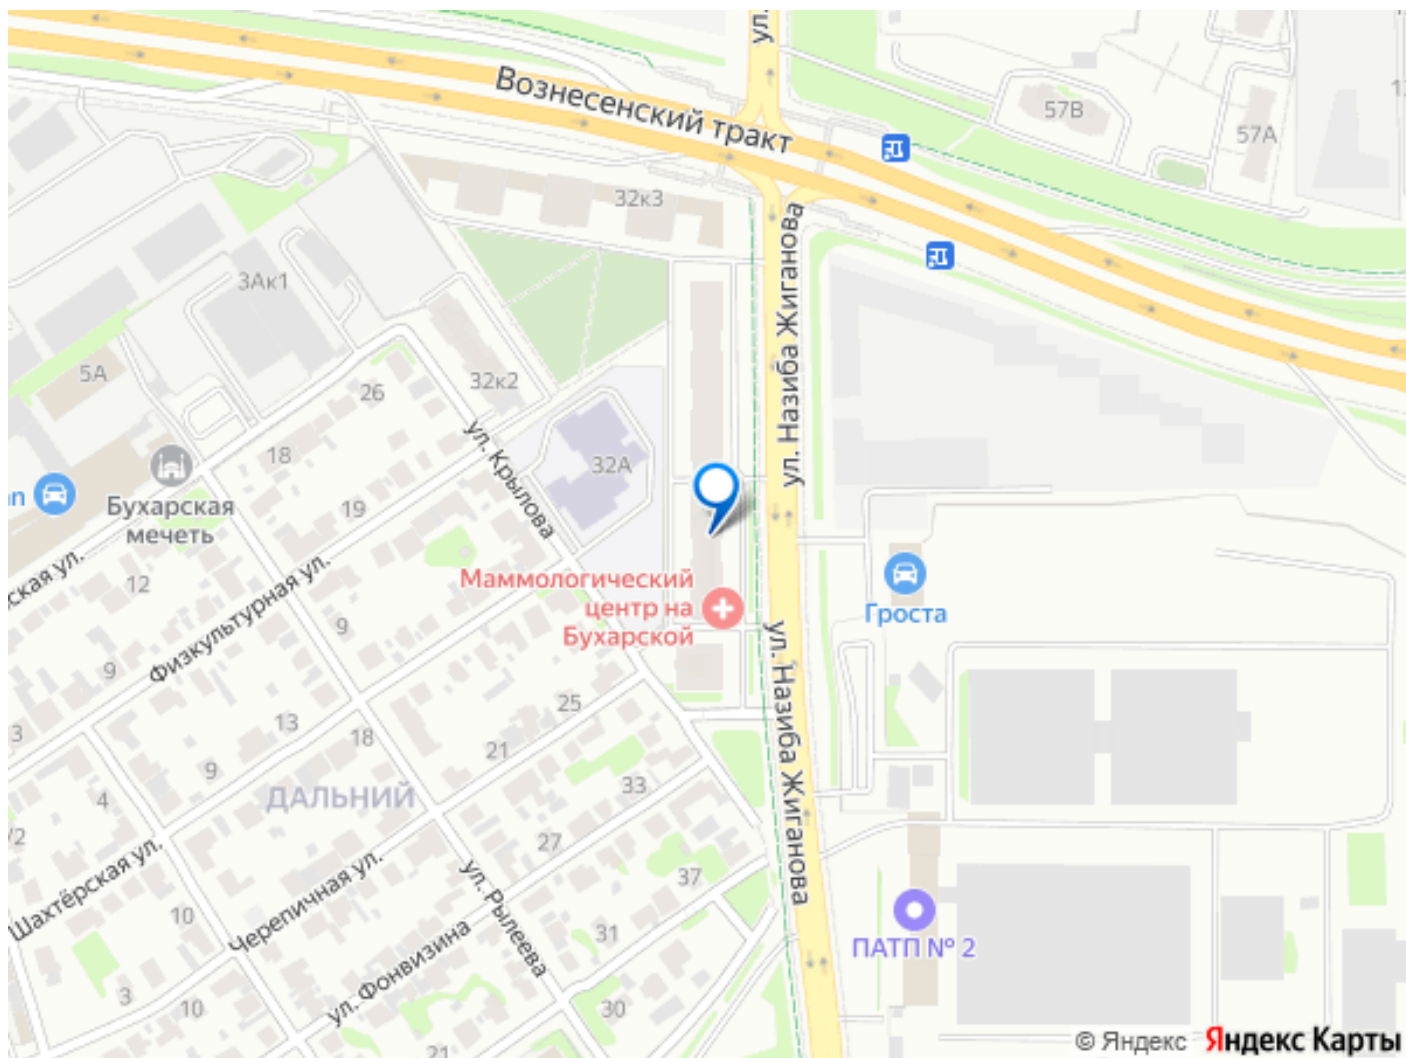 ул.
Вознесенский тракт
57В
57А
32к3
ул. Назиба Жиганова
3Ак1
5А
26
32к2
18
ул. Крылова
32А
an
Бухарская
мечеть
19
ская ул.
12
Физкультурная ул.
Маммологический
центр на
Бухарской
Гроста
9
9
ул. Назиба Жиганова
3
13
18
25
21
9
33
ДАЛЬНИЙ
4
/2
27
Шахтёрская ул.
Черепичная ул.
37
ул. Рылеева
10
31
ул. Фонвизина
ПАТП № 2
3
10
30
21
© Яндекс Яндекс Карты